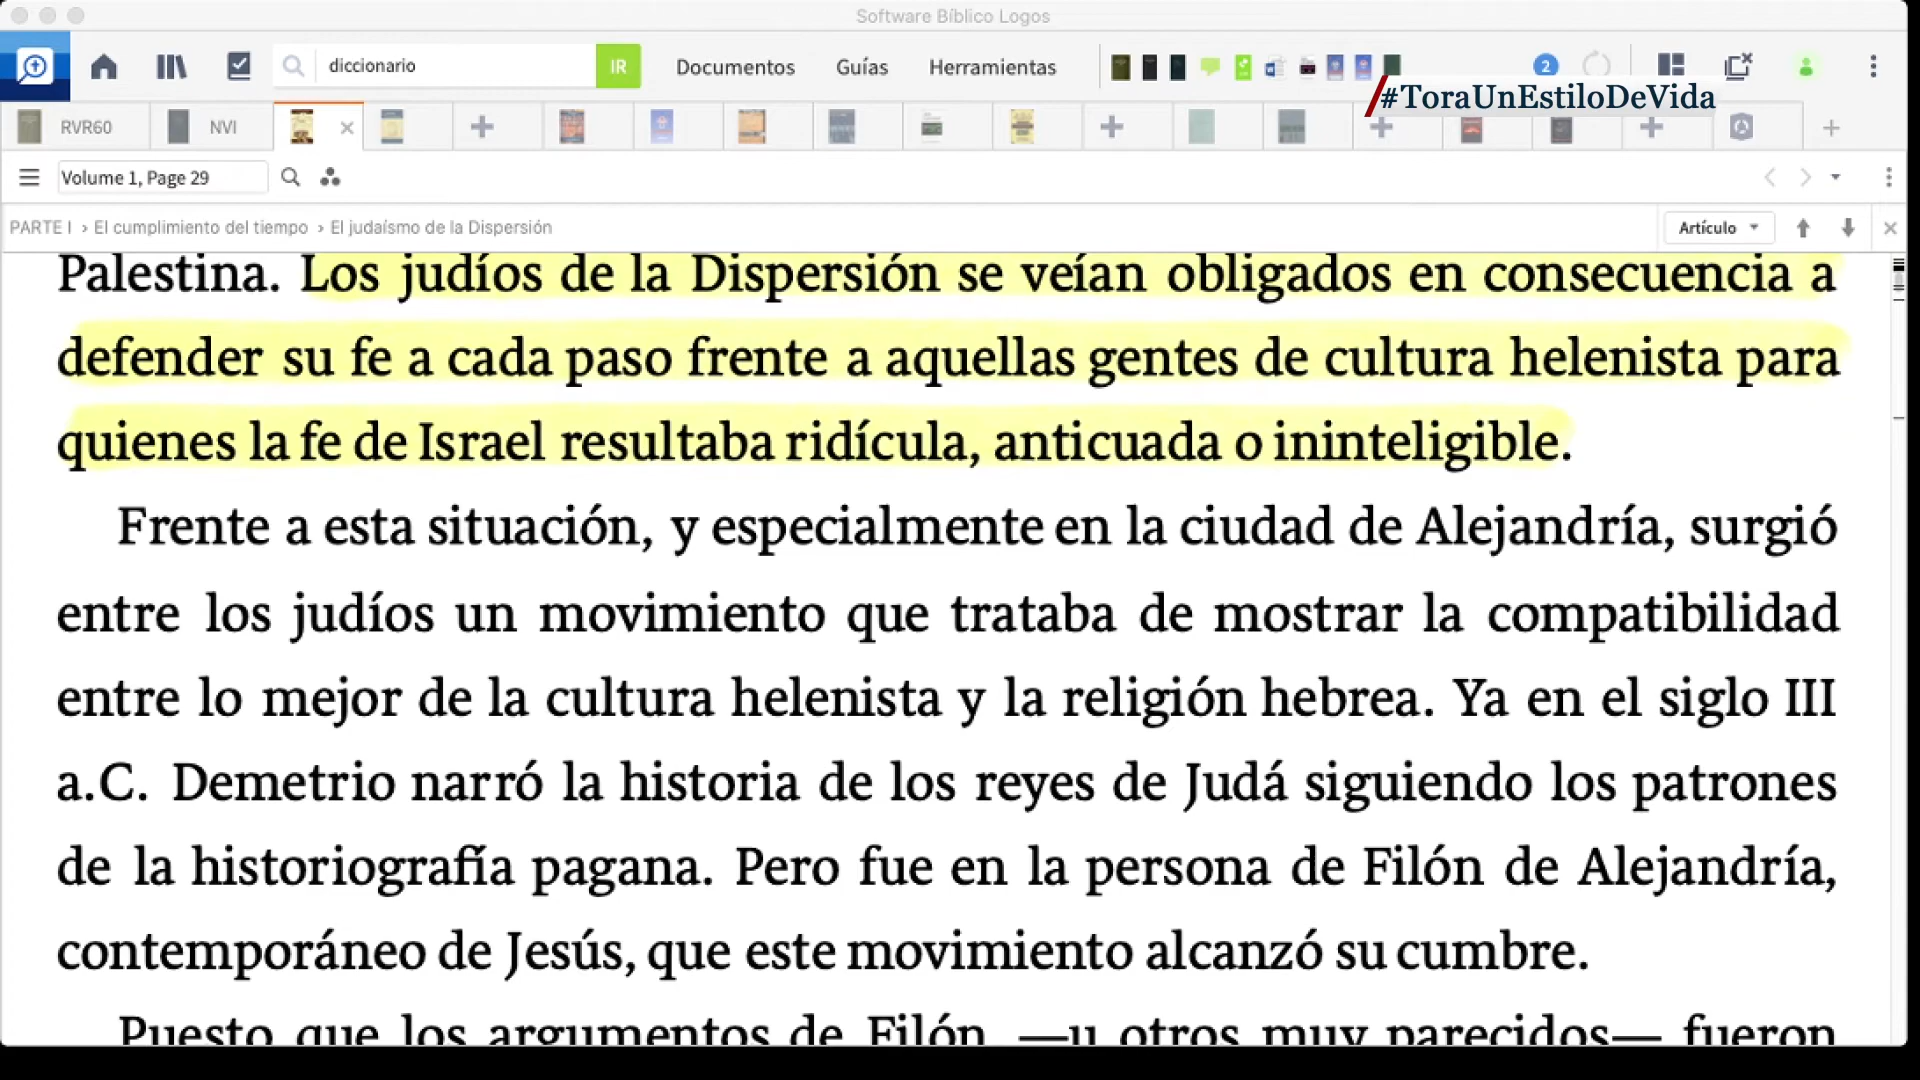 Software Bíblico Logos
diccionario
IR
Documentos
Guías
Herramientas
2
/#ToraUnEstiloDeVida
RVR60
NVI
Volume 1, Page 29
PARTE I › El cumplimiento del tiempo › El judaísmo de la Dispersión
Artículo
Palestina. Los judíos de la Dispersión se veían obligados en consecuencia a
defender su fe a cada paso frente a aquellas gentes de cultura helenista para
quienes la fe de Israel resultaba ridícula, anticuada o ininteligible.
Frente a esta situación, y especialmente en la ciudad de Alejandría, surgió
entre los judíos un movimiento que trataba de mostrar la compatibilidad
entre lo mejor de la cultura helenista y la religión hebrea. Ya en el siglo III
a.C. Demetrio narró la historia de los reyes de Judá siguiendo los patrones
de la historiografía pagana. Pero fue en la persona de Filón de Alejandría,
contemporáneo de Jesús, que este movimiento alcanzó su cumbre.
Puesto que los argumentos de Filón —u otros muy parecidos— fueron